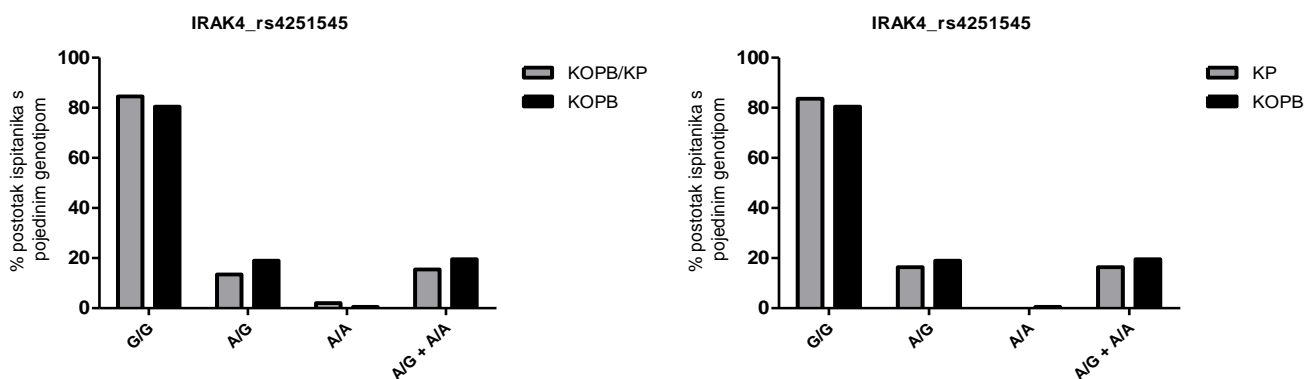 IRAK4_rs4251545
% postotak ispitanika s
pojedinim genotipom
100
80
60
40
20
0
G/G
A/G
A/A
A/G + A/A
KOPB/KP
KOPB
IRAK4_rs4251545
% postotak ispitanika s
pojedinim genotipom
100
80
60
40
20
0
G/G
A/G
A/A
A/G + A/A
KP
KOPB